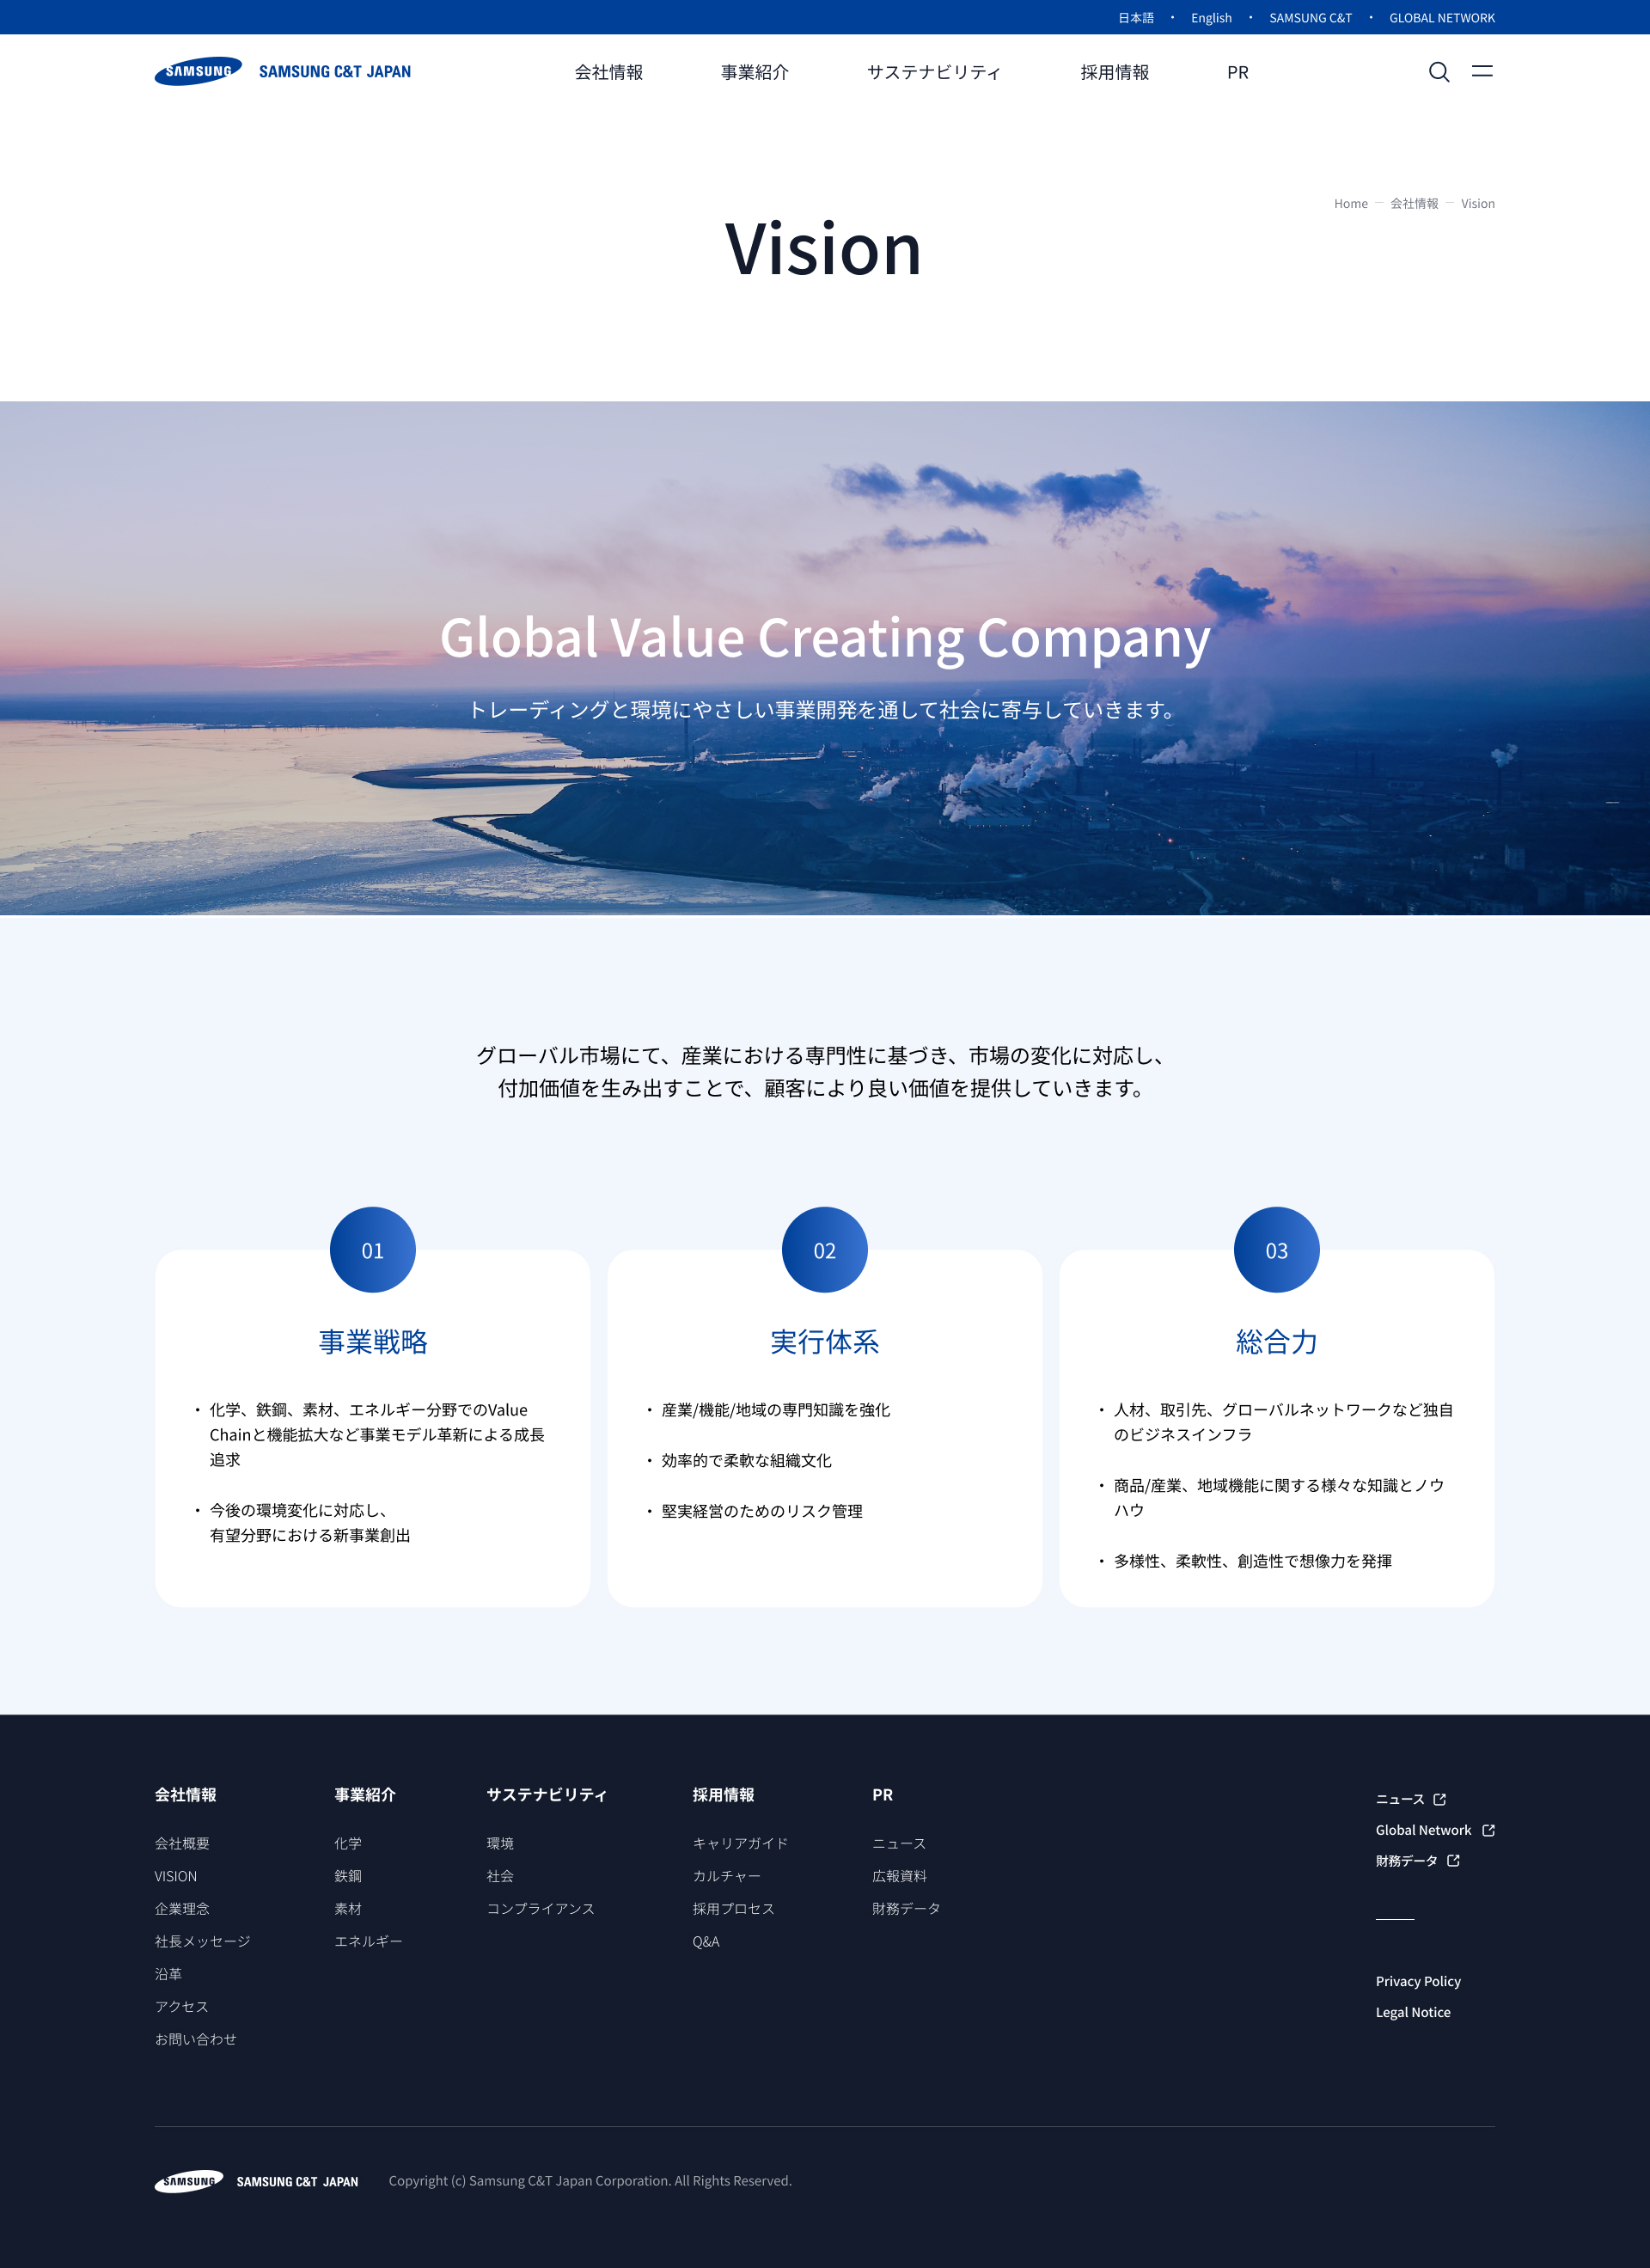 日本語 ・ English ・ SAMSUNG C&T ・ GLOBAL NETWORK
SAMSUNG SAMSUNG C&T JAPAN 会社情報 事業紹介 サステナビリティ 採用情報 PR
Home ー 会社情報 ー Vision
Vision
Global Value Creating Company
トレーディングと環境にやさしい事業開発を通して社会に寄与していきます。
グローバル市場にて、産業における専門性に基づき、市場の変化に対応し、
付加価値を生み出すことで、顧客により良い価値を提供していきます。
01
事業戦略
・ 化学、鉄鋼、素材、エネルギー分野でのValue
Chainと機能拡大など事業モデル革新による成長
追求
・ 今後の環境変化に対応し、
有望分野における新事業創出
02
実行体系
・ 産業/機能/地域の専門知識を強化
・ 効率的で柔軟な組織文化
・ 堅実経営のためのリスク管理
03
総合力
・ 人材、取引先、グローバルネットワークなど独自
のビジネスインフラ
・ 商品/産業、地域機能に関する様々な知識とノウ
ハウ
・ 多様性、柔軟性、創造性で想像力を発揮
会社情報
会社概要
VISION
企業理念
社長メッセージ
沿革
アクセス
お問い合わせ
事業紹介
化学
鉄鋼
素材
エネルギー
サステナビリティ
環境
社会
コンプライアンス
採用情報
キャリアガイド
カルチャー
採用プロセス
Q&A
PR
ニュース
広報資料
財務データ
ニュース
Global Network
財務データ
Privacy Policy
Legal Notice
SAMSUNG SAMSUNG C&T JAPAN Copyright (c) Samsung C&T Japan Corporation. All Rights Reserved.